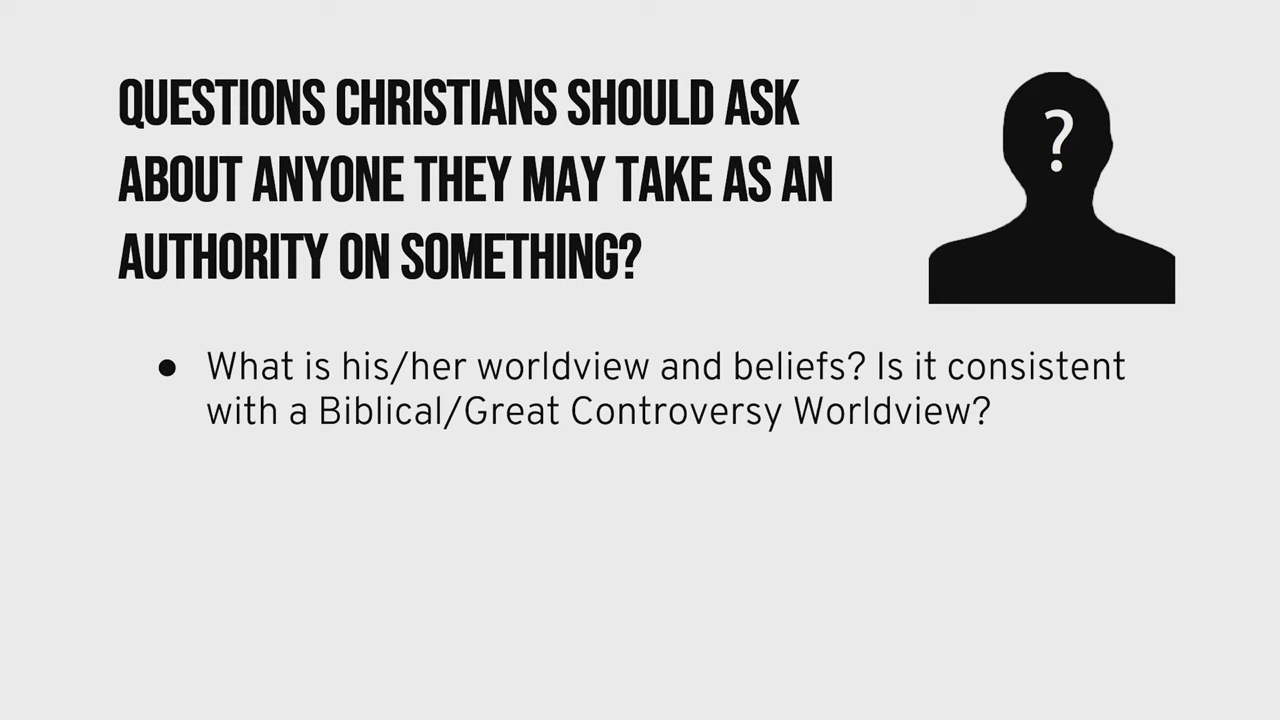 QUESTIONS CHRISTIANS SHOULD ASK
ABOUT ANYONE THEY MAY TAKE AS AN
AUTHORITY ON SOMETHING?
?
● What is his/her worldview and beliefs? Is it consistent
with a Biblical/Great Controversy Worldview?